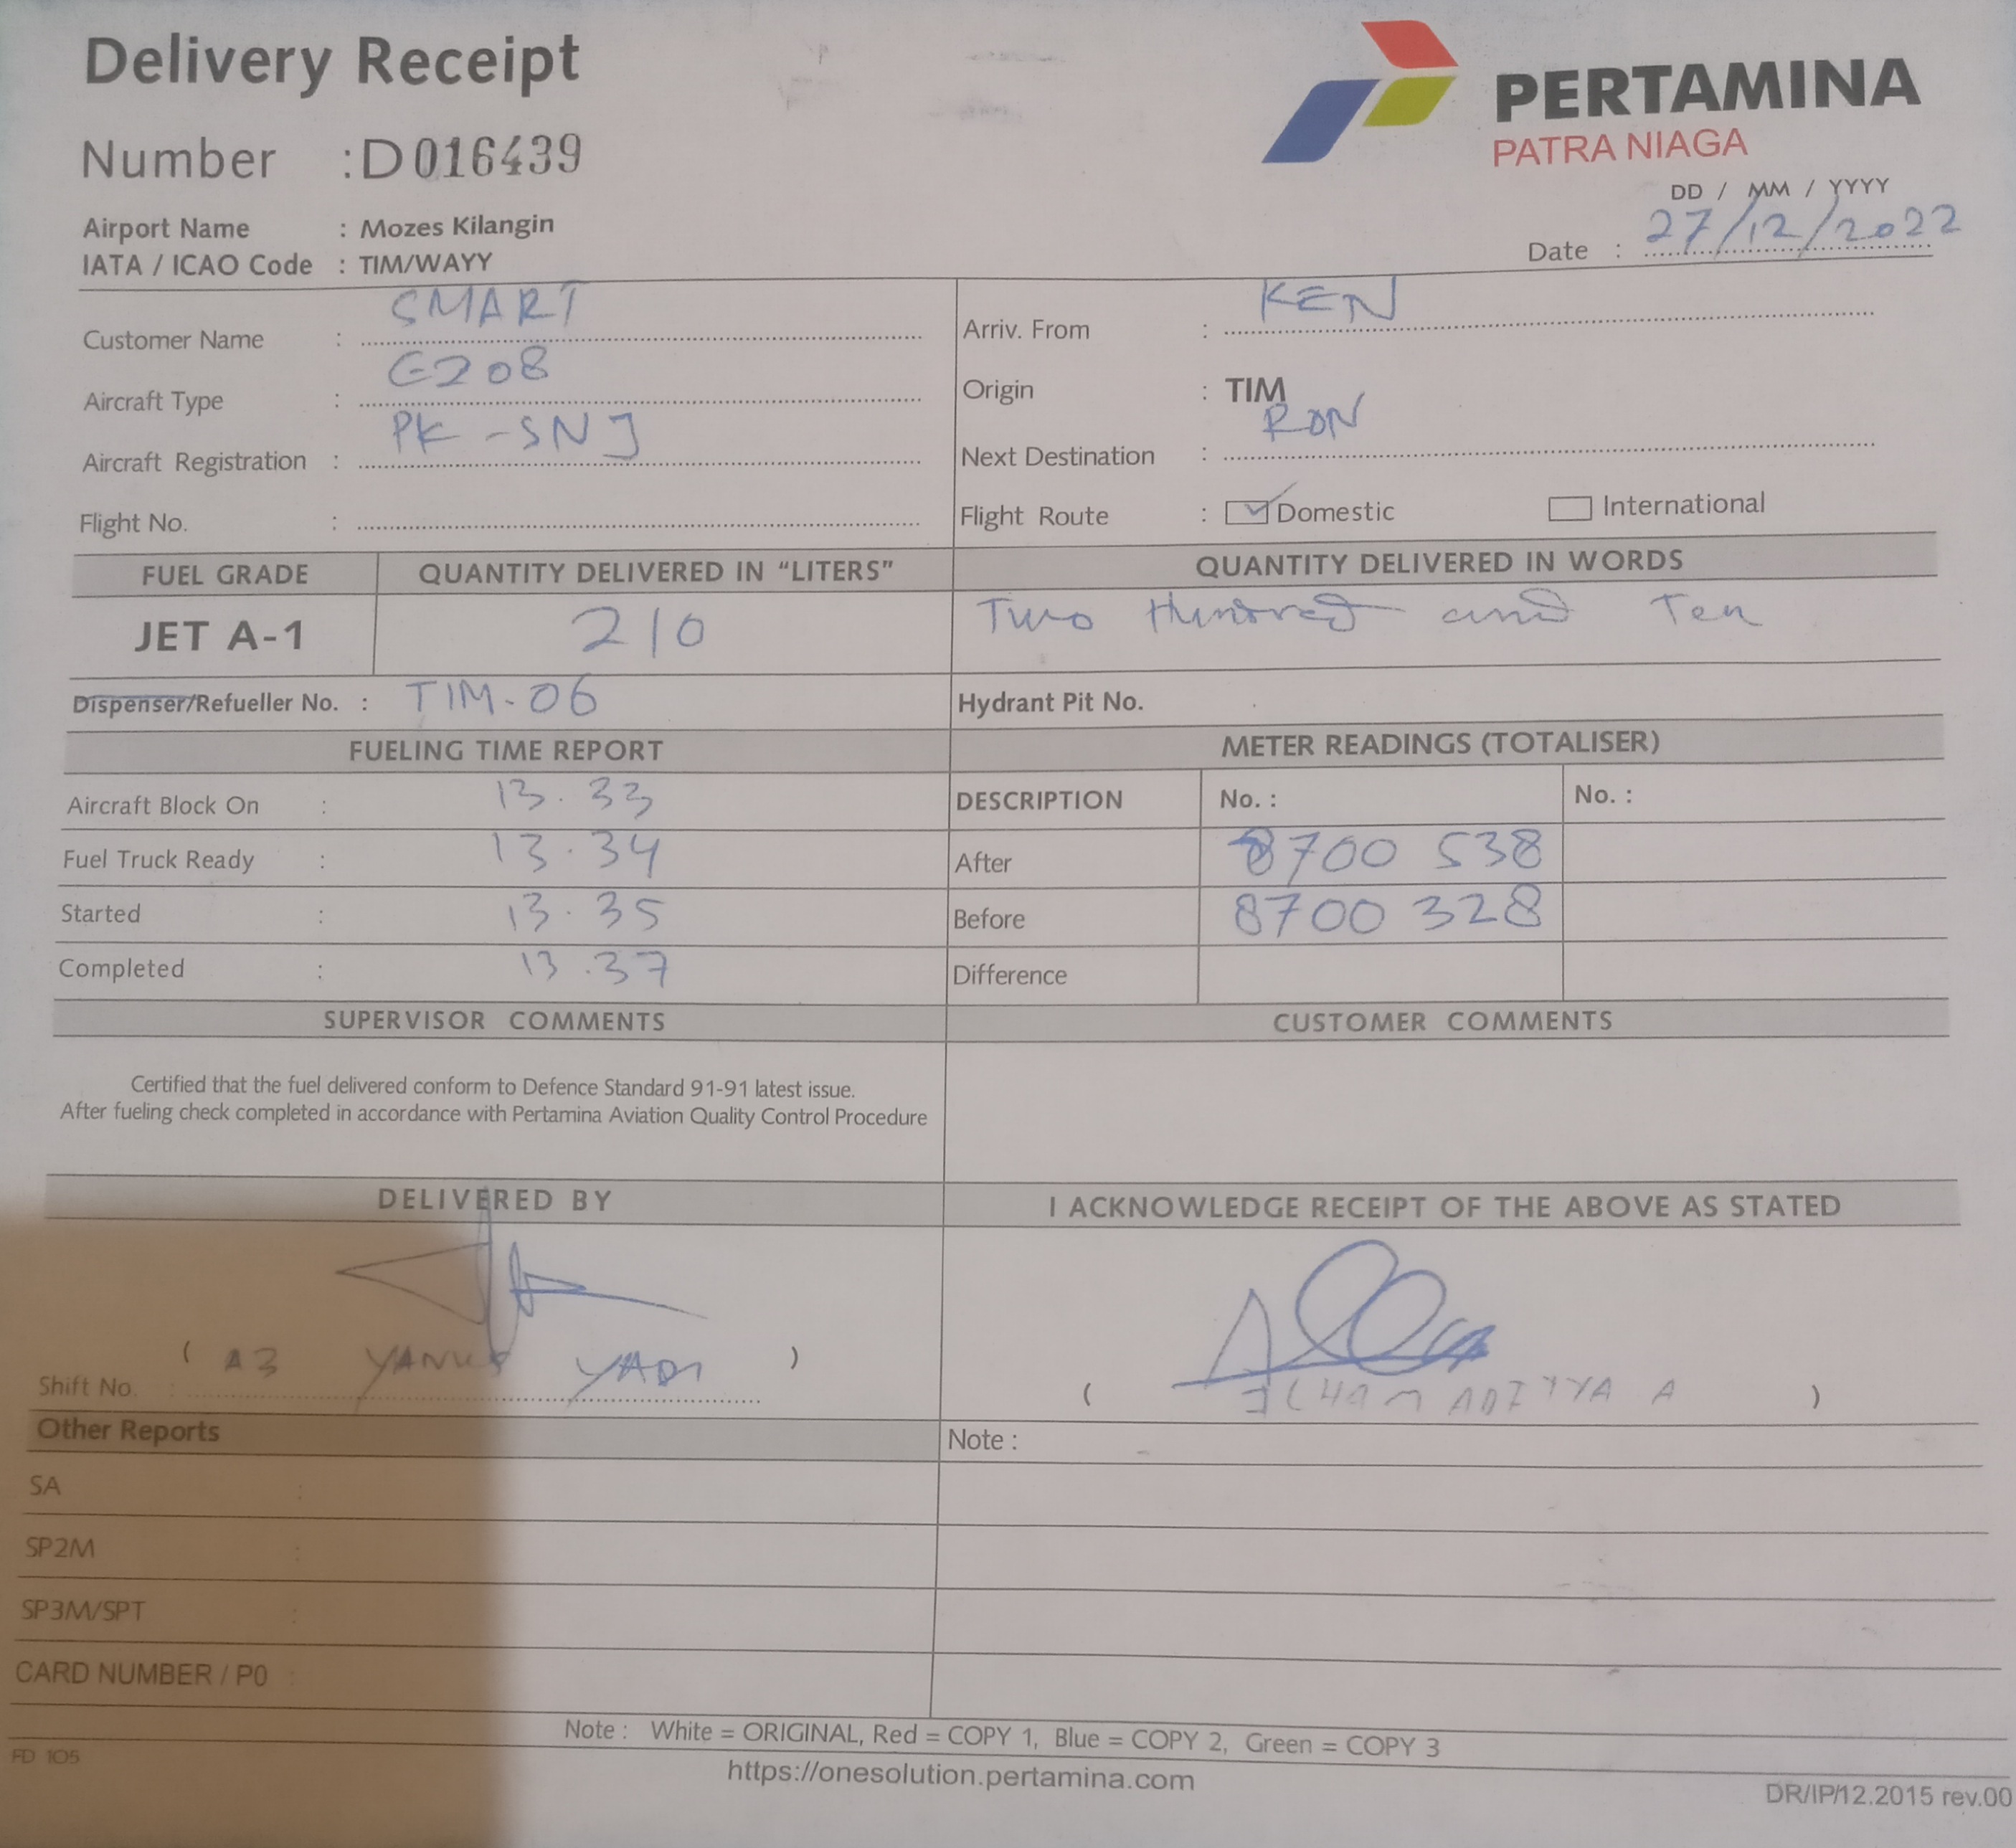 Delivery Receipt
PERTAMINA
PATRA NIAGA
Number : D 016439
DD / MM / YYYY
Date : 27/12/2022
Airport Name : Mozes Kilangin
IATA / ICAO Code : TIM/WAYY
Customer Name : SMART
Aircraft Type : C208
Aircraft Registration : PK-SNJ
Flight No. :
Arriv. From : KEN
Origin : TIM
Next Destination : RON
Flight Route : Domestic International
FUEL GRADE QUANTITY DELIVERED IN “LITERS” QUANTITY DELIVERED IN WORDS
JET A-1 210 Two Hundred and Ten
Dispenser/Refueller No. : TIM-06 Hydrant Pit No.
FUELING TIME REPORT
Aircraft Block On : 13.33
Fuel Truck Ready : 13.34
Started : 13.35
Completed : 13.37
METER READINGS (TOTALISER)
DESCRIPTION No. : No. :
After 8700 538
Before 8700 328
Difference
SUPERVISOR COMMENTS
Certified that the fuel delivered conform to Defence Standard 91-91 latest issue.
After fueling check completed in accordance with Pertamina Aviation Quality Control Procedure
CUSTOMER COMMENTS
DELIVERED BY
( A3 YADI )
Shift No. :
I ACKNOWLEDGE RECEIPT OF THE ABOVE AS STATED
( A )
Other Reports
SA :
SP2M :
SP3M/SPT :
CARD NUMBER / P0 :
Note :
Note : White = ORIGINAL, Red = COPY 1, Blue = COPY 2, Green = COPY 3
FD 105
https://onesolution.pertamina.com
DR/IP/12.2015 rev.00